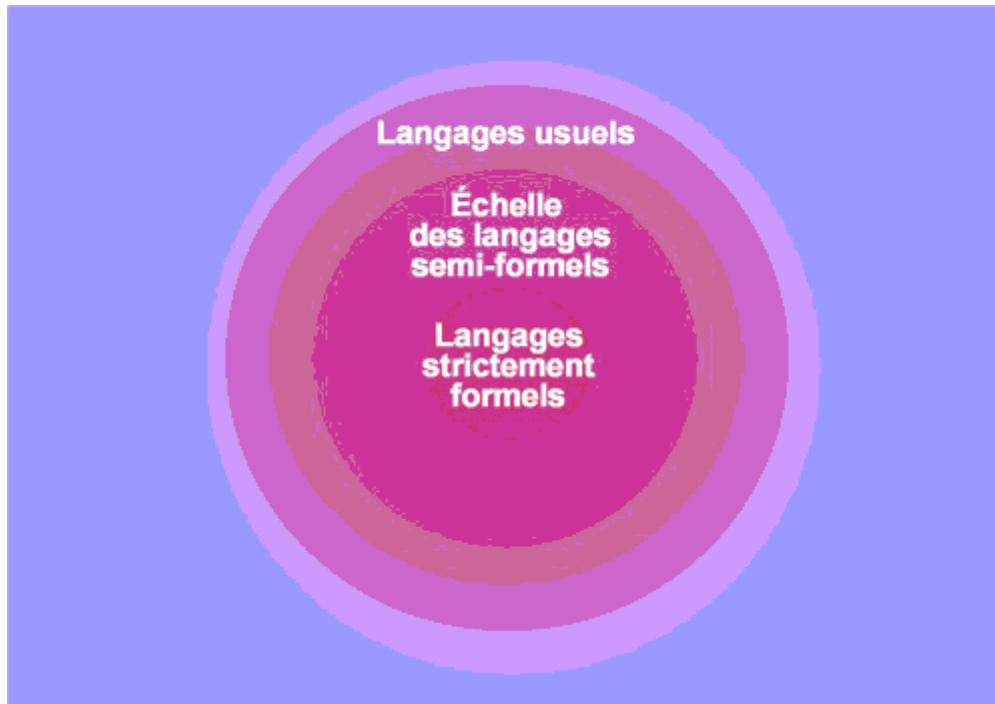 Langages usuels
Échelle
des langages
semi-formels
Langages
strictement
formels